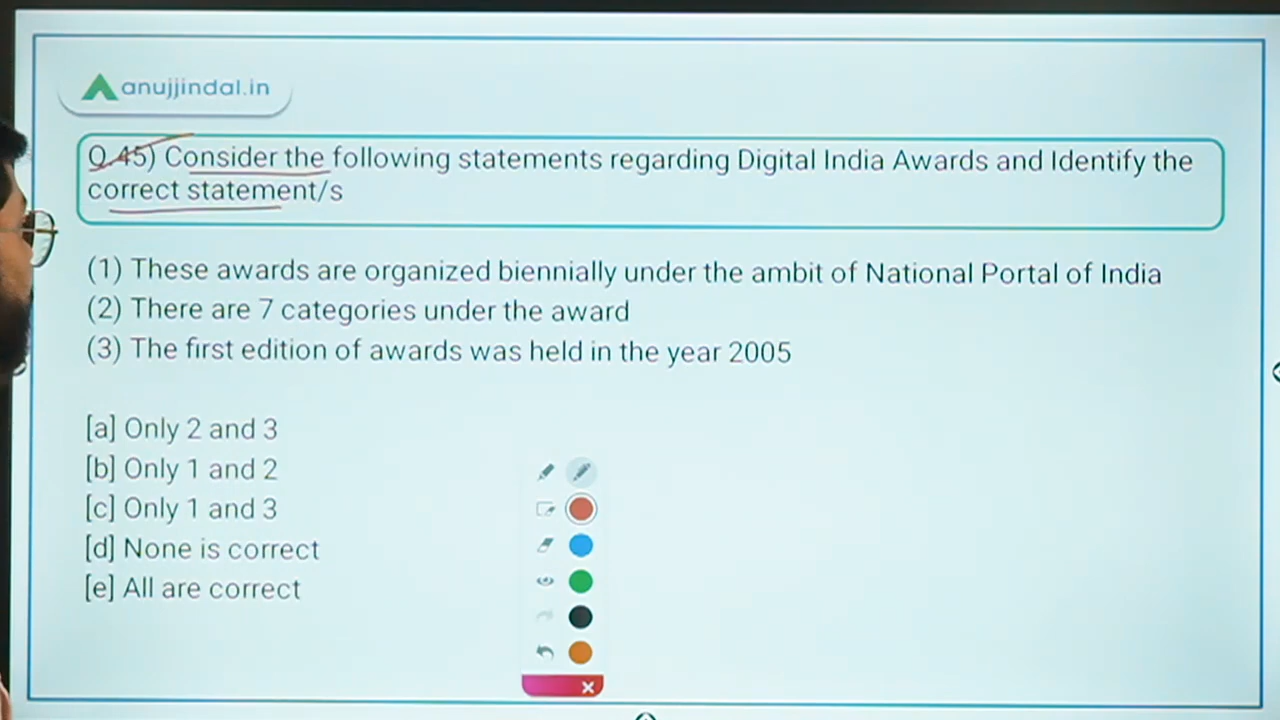 anujjindal.in
Q.45) Consider the following statements regarding Digital India Awards and Identify the
correct statement/s
(1) These awards are organized biennially under the ambit of National Portal of India
(2) There are 7 categories under the award
(3) The first edition of awards was held in the year 2005
[a] Only 2 and 3
[b] Only 1 and 2
[c] Only 1 and 3
[d] None is correct
[e] All are correct